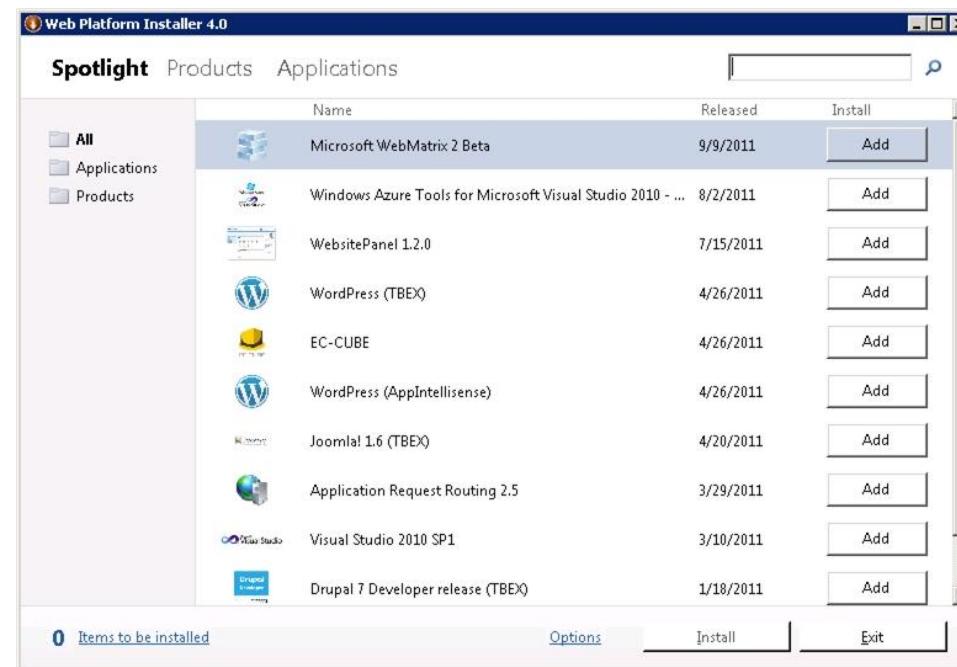 Web Platform Installer 4.0
Spotlight Products Applications
Name Released Install
All
Applications
Products
Microsoft WebMatrix 2 Beta 9/9/2011 Add
Windows Azure Tools for Microsoft Visual Studio 2010 - ... 8/2/2011 Add
WebsitePanel 1.2.0 7/15/2011 Add
WordPress (TBEX) 4/26/2011 Add
EC-CUBE 4/26/2011 Add
WordPress (AppIntellisense) 4/26/2011 Add
Joomla! 1.6 (TBEX) 4/20/2011 Add
Application Request Routing 2.5 3/29/2011 Add
Visual Studio Visual Studio 2010 SP1 3/10/2011 Add
Drupal Drupal 7 Developer release (TBEX) 1/18/2011 Add
0 Items to be installed Options Install Exit